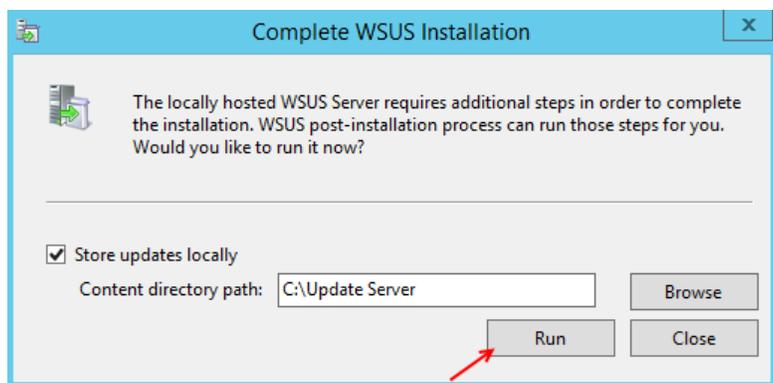 Complete WSUS Installation
x
The locally hosted WSUS Server requires additional steps in order to complete
the installation. WSUS post-installation process can run those steps for you.
Would you like to run it now?
Store updates locally
Content directory path: C:\Update Server Browse
Run Close